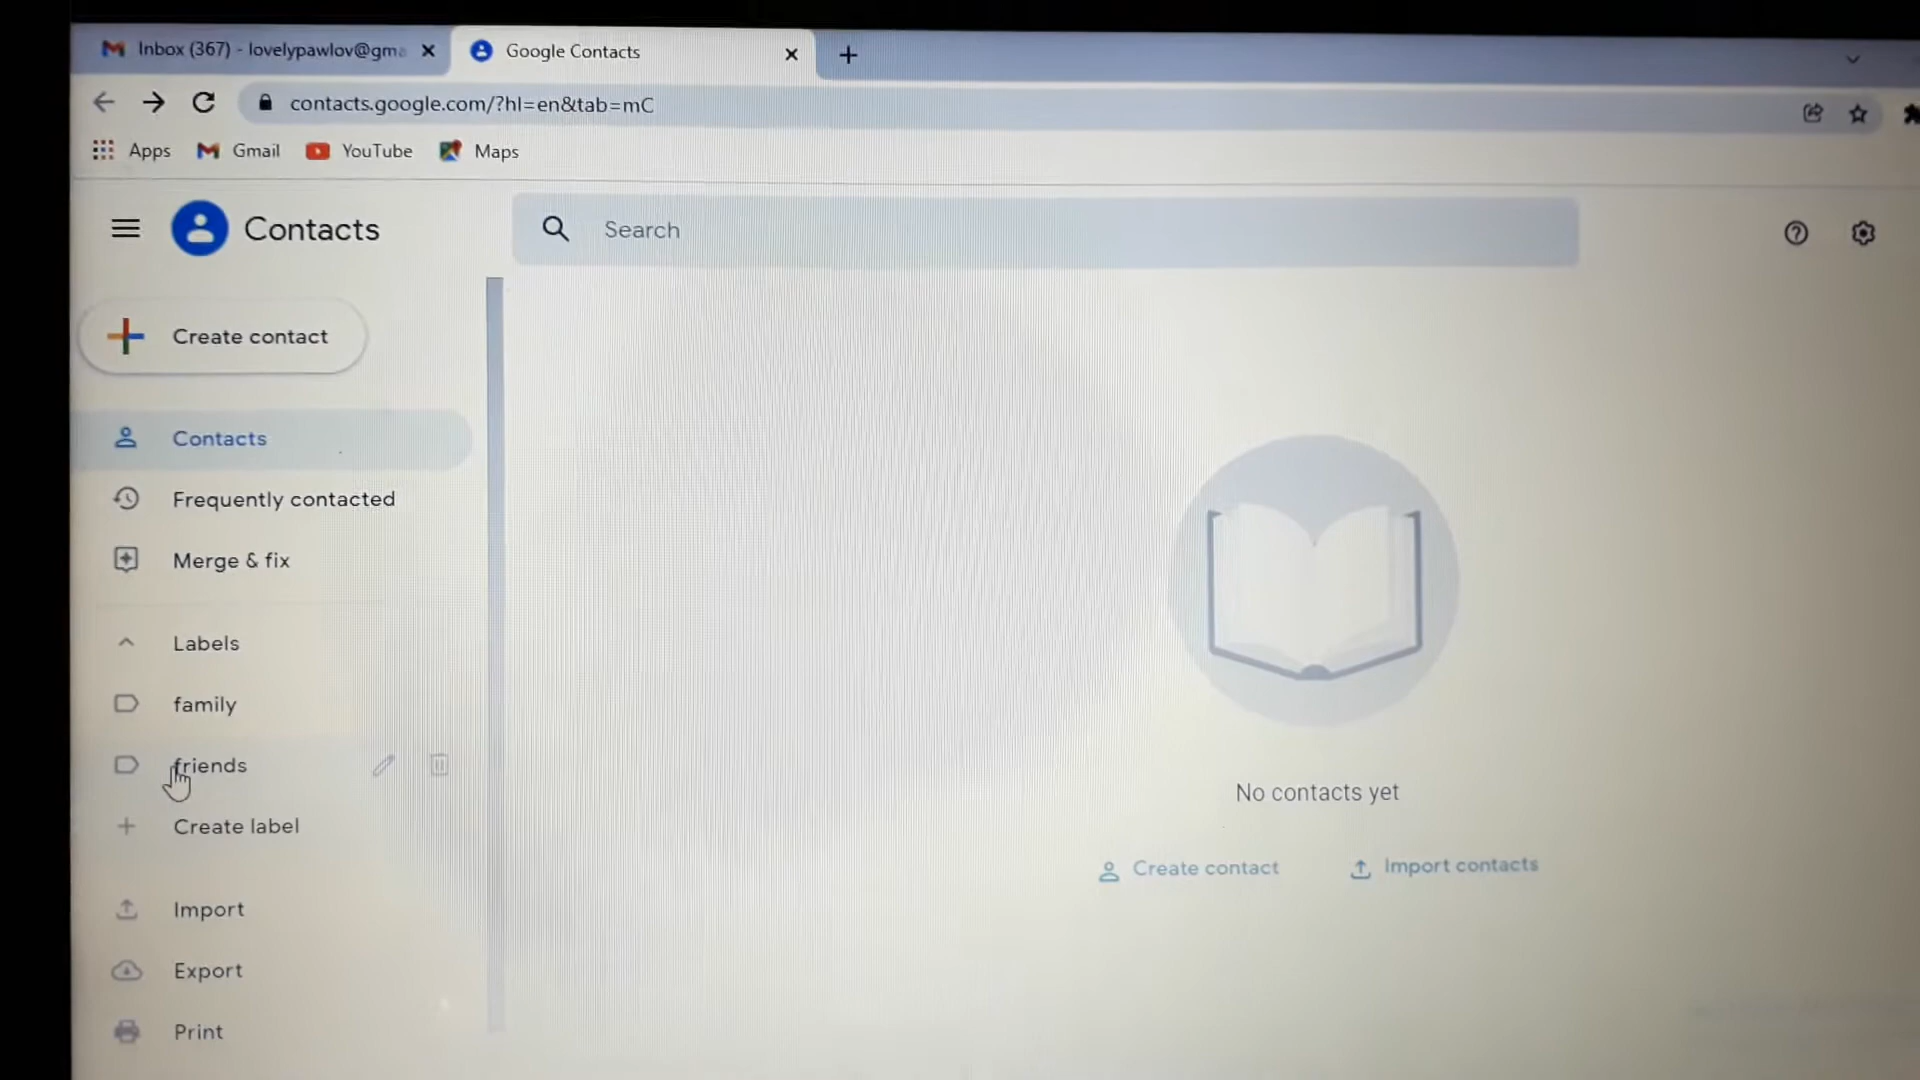 Inbox (367) - lovelypawlov@gma
Google Contacts
contacts.google.com/?hl=en&tab=mC
Apps
Gmail
YouTube
Maps
Contacts
Search
Create contact
Contacts
Frequently contacted
Merge & fix
Labels
family
friends
Create label
Import
Export
Print
No contacts yet
Create contact
Import contacts